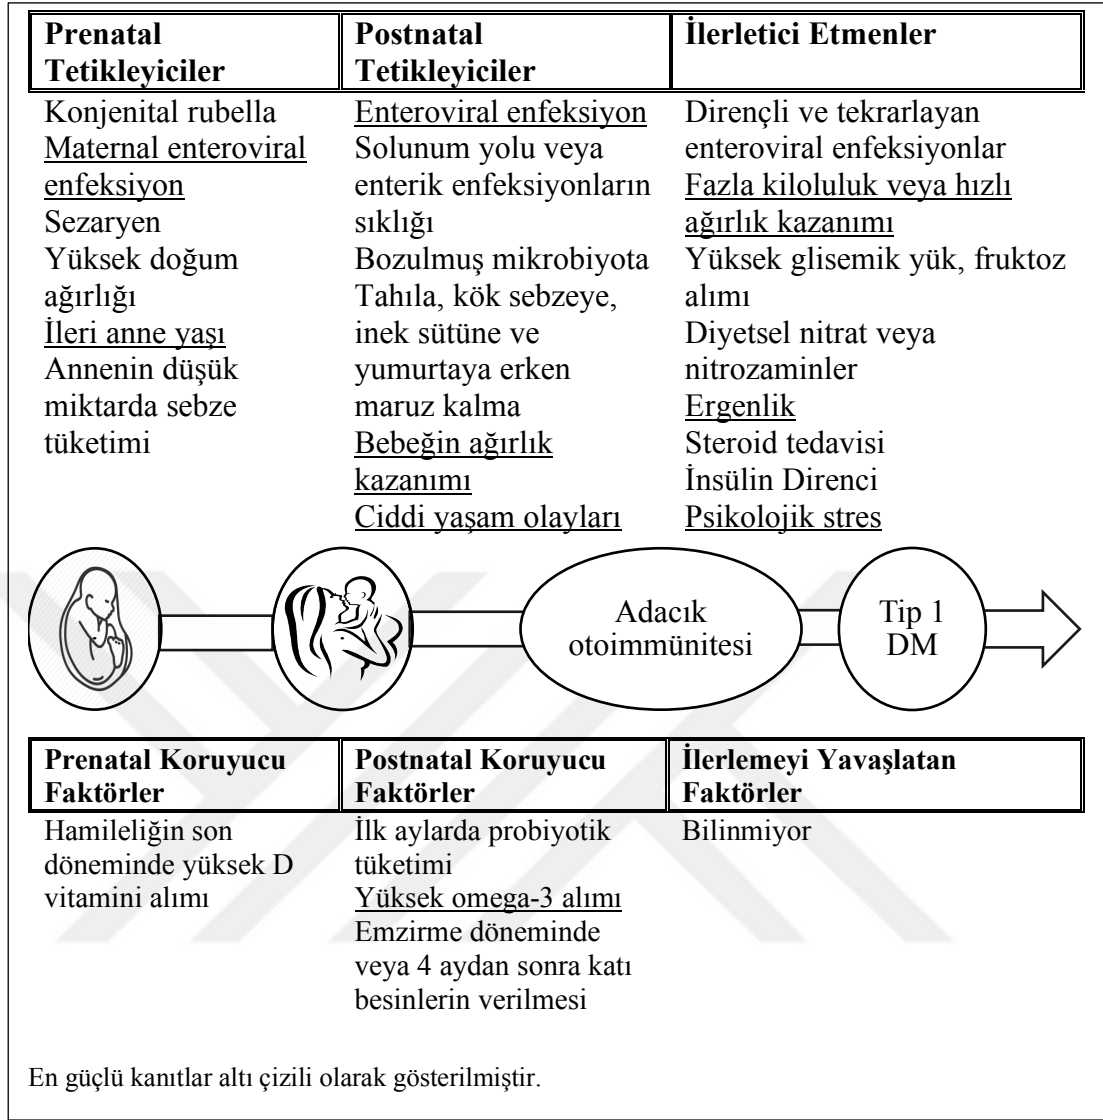 Prenatal
Tetikleyiciler
Konjenital rubella
Maternal enteroviral
enfeksiyon
Sezaryen
Yüksek doğum
ağırlığı
İleri anne yaşı
Annenin düşük
miktarda sebze
tüketimi
Postnatal
Tetikleyiciler
Enteroviral enfeksiyon
Solunum yolu veya
enterik enfeksiyonların
sıklığı
Bozulmuş mikrobiyota
Tahıla, kök sebzeye,
inek sütüne ve
yumurtaya erken
maruz kalma
Bebeğin ağırlık
kazanımı
Ciddi yaşam olayları
İlerletici Etmenler
Dirençli ve tekrarlayan
enteroviral enfeksiyonlar
Fazla kiloluluk veya hızlı
ağırlık kazanımı
Yüksek glisemik yük, fruktoz
alımı
Diyetsel nitrat veya
nitrozaminler
Ergenlik
Steroid tedavisi
İnsülin Direnci
Psikolojik stres
Adacık
otoimmünitesi
Tip 1
DM
Prenatal Koruyucu
Faktörler
Hamileliğin son
döneminde yüksek D
vitamini alımı
Postnatal Koruyucu
Faktörler
İlk aylarda probiyotik
tüketimi
Yüksek omega-3 alımı
Emzirme döneminde
veya 4 aydan sonra katı
besinlerin verilmesi
İlerlemeyi Yavaşlatan
Faktörler
Bilinmiyor
En güçlü kanıtlar altı çizili olarak gösterilmiştir.